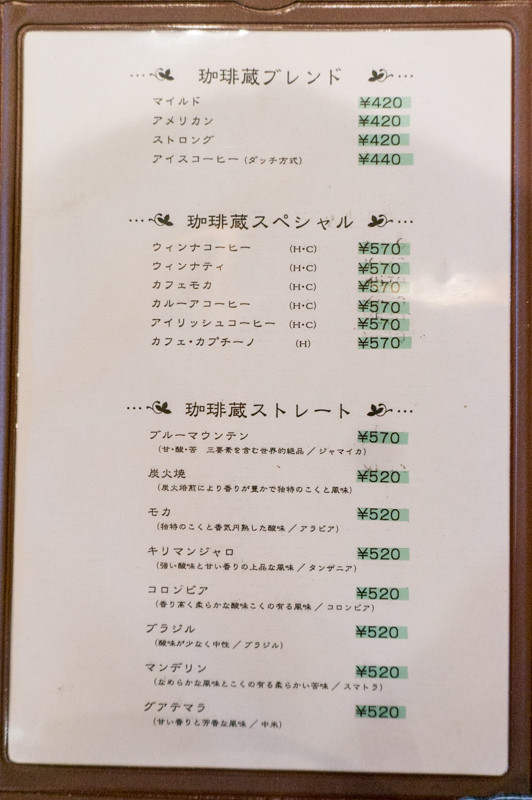 珈琲蔵ブレンド
マイルド ¥420
アメリカン ¥420
ストロング ¥420
アイスコーヒー(ダッチ方式) ¥440
珈琲蔵スペシャル
ウィンナコーヒー (H・C) ¥570
ウィンナティ (H・C) ¥570
カフェモカ (H・C) ¥570
カルーアコーヒー (H・C) ¥570
アイリッシュコーヒー (H・C) ¥570
カフェ・カプチーノ (H) ¥570
珈琲蔵ストレート
ブルーマウンテン ¥570
(甘・酸・苦 三要素を含む世界的絶品/ジャマイカ)
炭火焼 ¥520
(炭火焙煎により香りが豊かで独特のこくと風味)
モカ ¥520
(独特のこくと香気円熟した酸味/アラビア)
キリマンジャロ ¥520
(強い酸味と甘い香りの上品な風味/タンザニア)
コロンビア ¥520
(香り高く柔らかな酸味こくの有る風味/コロンビア)
ブラジル ¥520
(酸味が少なく中性/ブラジル)
マンデリン ¥520
(なめらかな風味とこくの有る柔らかい苦味/スマトラ)
グアテマラ ¥520
(甘い香りと芳香な風味/中米)